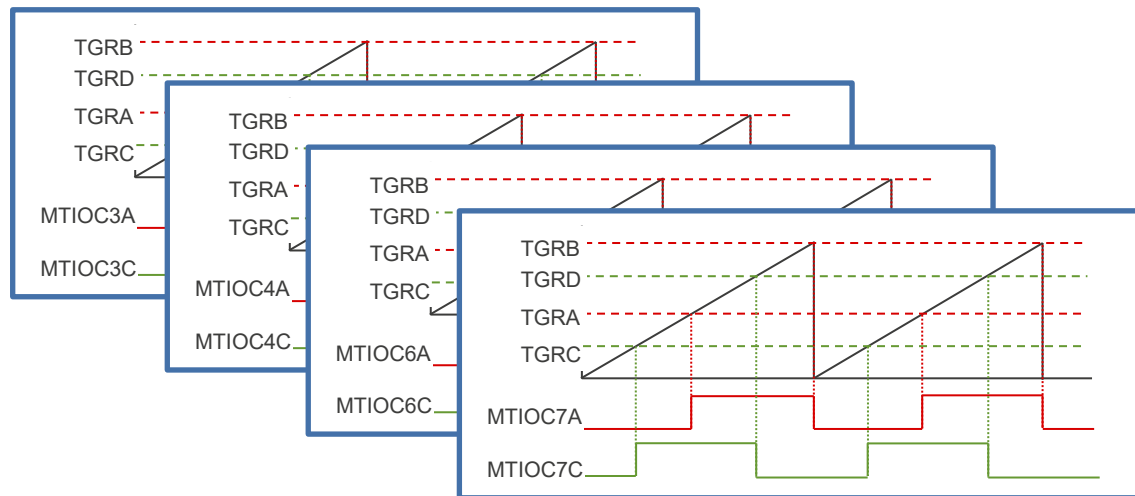 TGRB
TGRD
TGRA
TGRC
MTIOC3A
MTIOC3C
TGRB
TGRD
TGRA
TGRC
MTIOC4A
MTIOC4C
TGRB
TGRD
TGRA
TGRC
MTIOC6A
MTIOC6C
TGRB
TGRD
TGRA
TGRC
MTIOC7A
MTIOC7C